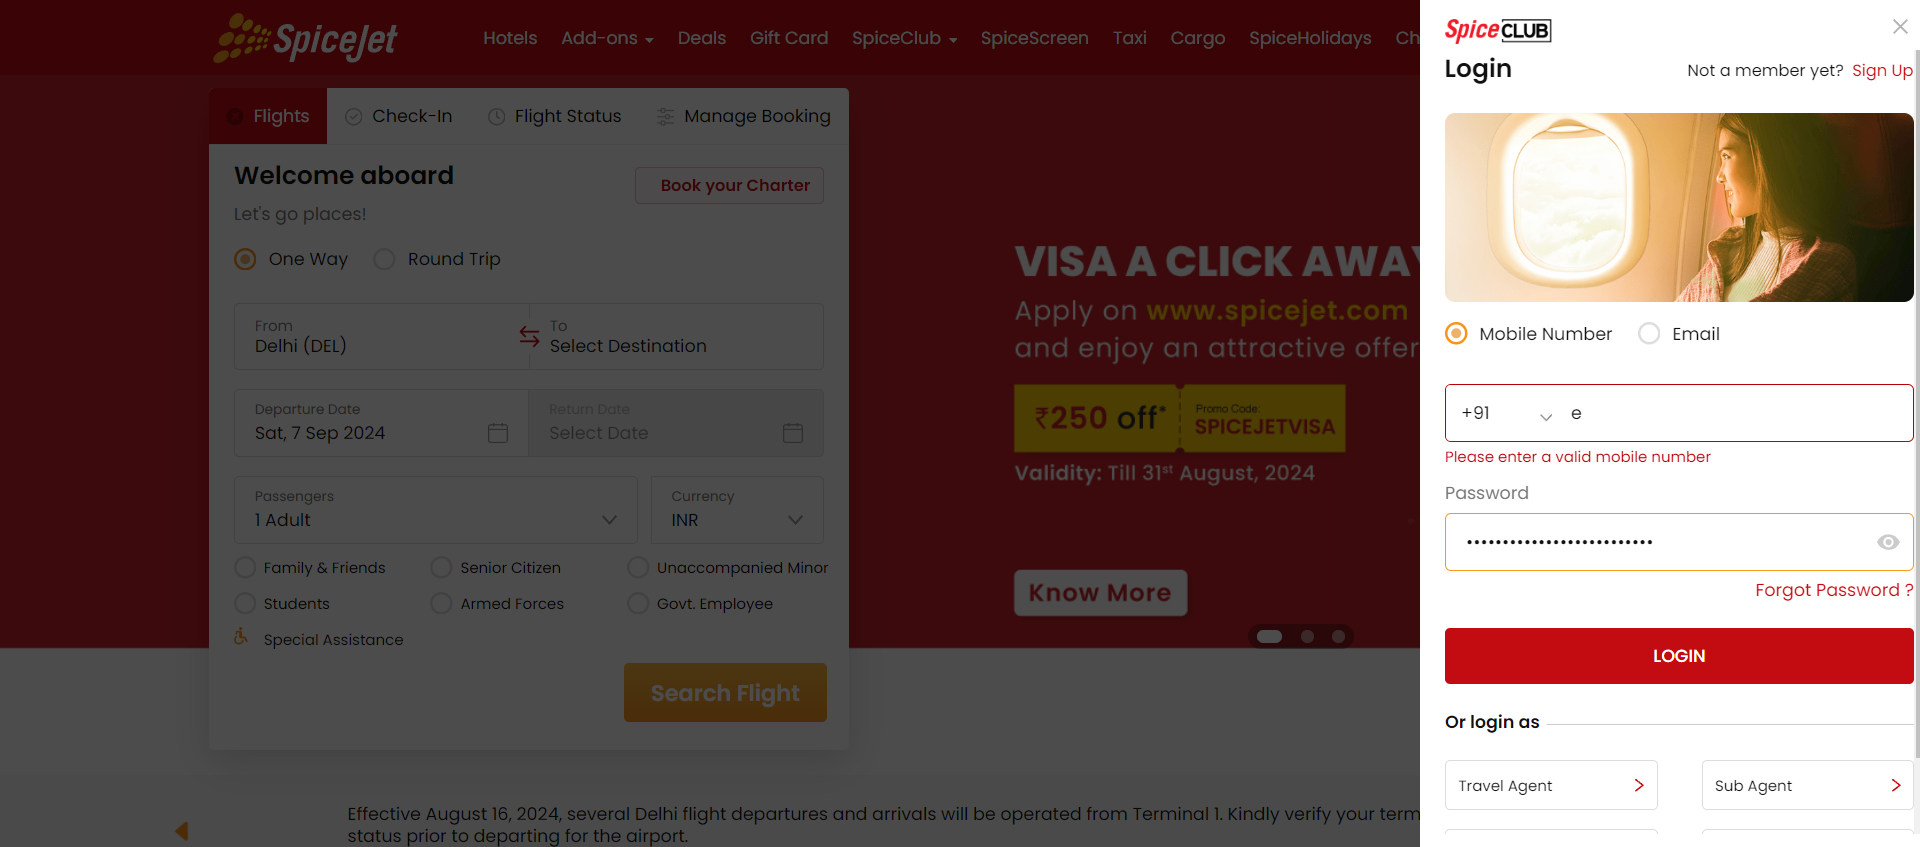 SpiceJet
Hotels Add-ons Deals Gift Card SpiceClub SpiceScreen Taxi Cargo SpiceHolidays Ch
Flights Check-In Flight Status Manage Booking
Welcome aboard
Book your Charter
Let's go places!
One Way Round Trip
From
Delhi (DEL)
To
Select Destination
Departure Date
Sat, 7 Sep 2024
Return Date
Select Date
Passengers
1 Adult
Currency
INR
Family & Friends Senior Citizen Unaccompanied Minor
Students Armed Forces Govt. Employee
Special Assistance
Search Flight
VISA A CLICK AWAY
Apply on www.spicejet.com
and enjoy an attractive offer
₹250 off*
Promo Code:
SPICEJETVISA
Validity: Till 31st August, 2024
Know More
Effective August 16, 2024, several Delhi flight departures and arrivals will be operated from Terminal 1. Kindly verify your term
status prior to departing for the airport.
SpiceCLUB
Login
Not a member yet? Sign Up
Mobile Number Email
+91 e
Please enter a valid mobile number
Password
••••••••••••••••••••••••••
Forgot Password ?
LOGIN
Or login as
Travel Agent Sub Agent